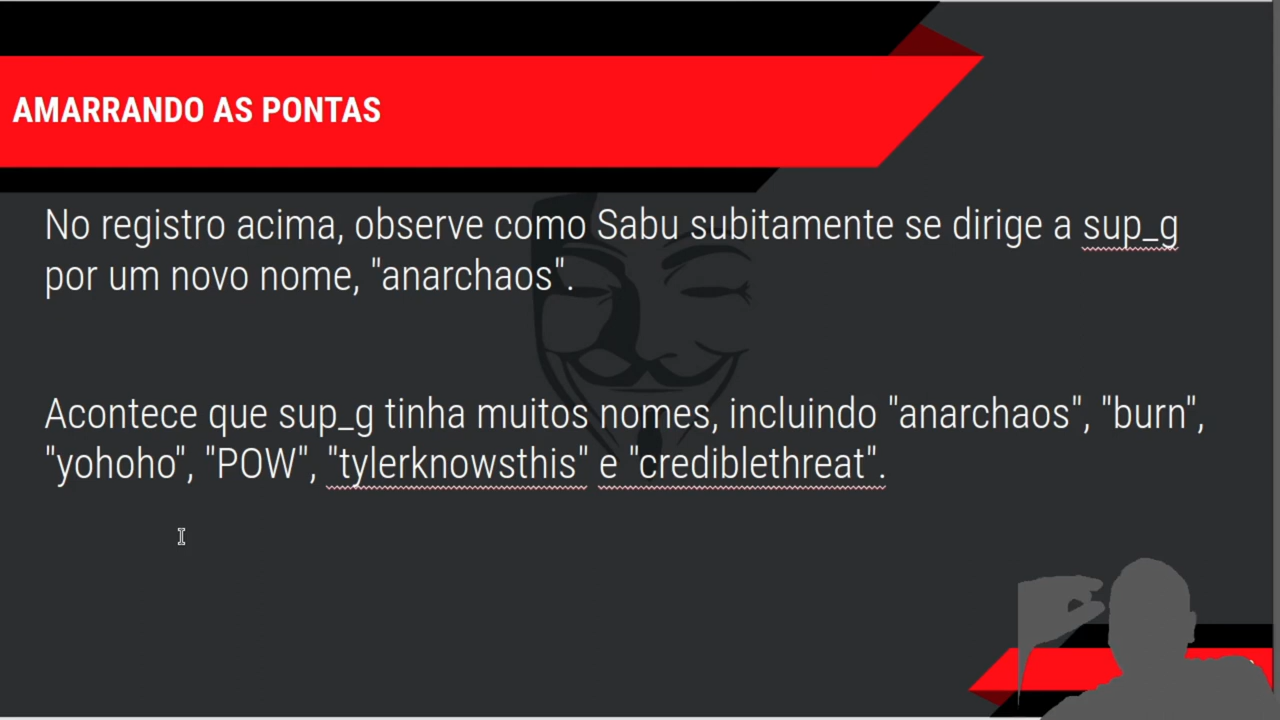 AMARRANDO AS PONTAS
No registro acima, observe como Sabu subitamente se dirige a sup_g
por um novo nome, "anarchaos".
Acontece que sup_g tinha muitos nomes, incluindo "anarchaos", "burn",
"yohoho", "POW", "tylerknowsthis" e "crediblethreat".